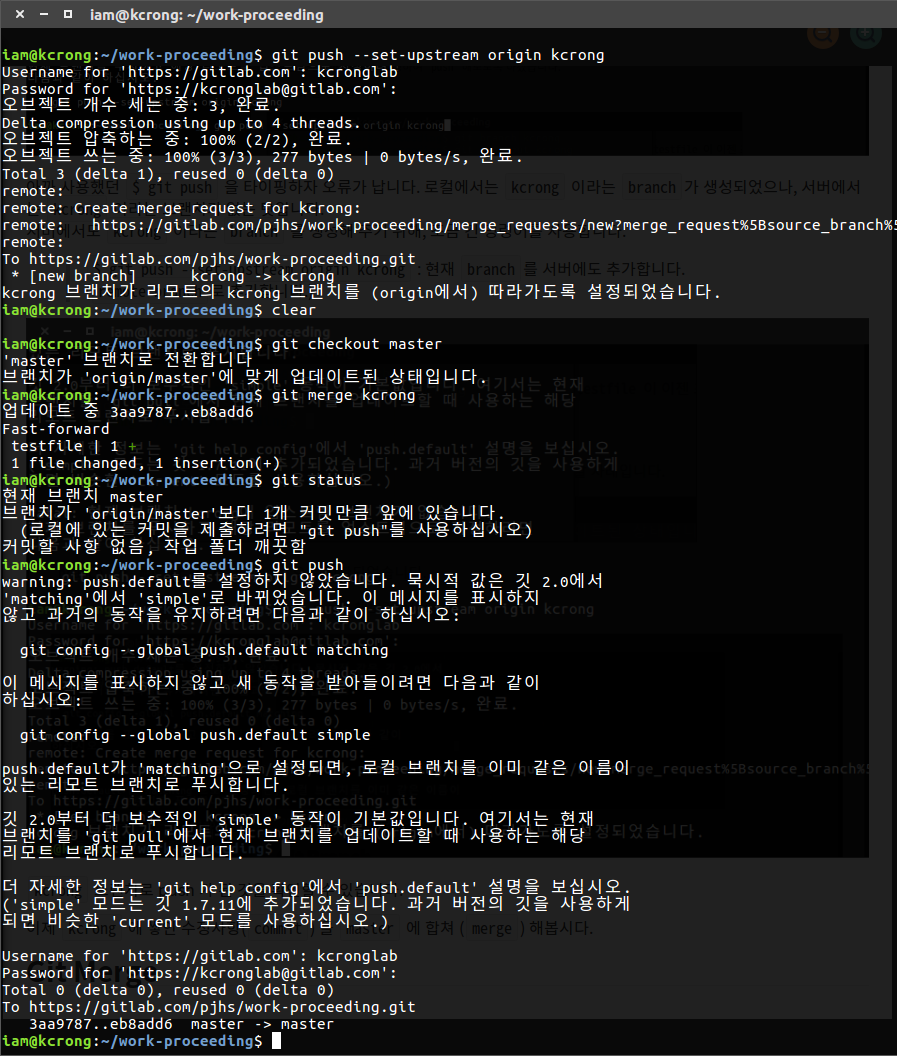 iam@kcrong: ~/work-proceeding
iam@kcrong:~/work-proceeding$ git push --set-upstream origin kcrong
Username for 'https://gitlab.com': kcronglab
Password for 'https://kcronglab@gitlab.com':
오브젝트 개수 세는 중: 3, 완료.
Delta compression using up to 4 threads.
오브젝트 압축하는 중: 100% (2/2), 완료.
오브젝트 쓰는 중: 100% (3/3), 277 bytes | 0 bytes/s, 완료.
Total 3 (delta 1), reused 0 (delta 0)
remote:
remote: Create merge request for kcrong:
remote:   https://gitlab.com/pjhs/work-proceeding/merge_requests/new?merge_request%5Bsource_branch%5
remote:
To https://gitlab.com/pjhs/work-proceeding.git
 * [new branch]      kcrong -> kcrong
kcrong 브랜치가 리모트의 kcrong 브랜치를 (origin에서) 따라가도록 설정되었습니다.
iam@kcrong:~/work-proceeding$ clear
iam@kcrong:~/work-proceeding$ git checkout master
'master' 브랜치로 전환합니다
브랜치가 'origin/master'에 맞게 업데이트된 상태입니다.
iam@kcrong:~/work-proceeding$ git merge kcrong
업데이트 중 3aa9787..eb8add6
Fast-forward
 testfile | 1 +
 1 file changed, 1 insertion(+)
iam@kcrong:~/work-proceeding$ git status
현재 브랜치 master
브랜치가 'origin/master'보다 1개 커밋만큼 앞에 있습니다.
  (로컬에 있는 커밋을 제출하려면 "git push"를 사용하십시오)
커밋할 사항 없음, 작업 폴더 깨끗함
iam@kcrong:~/work-proceeding$ git push
warning: push.default를 설정하지 않았습니다. 묵시적 값은 깃 2.0에서
'matching'에서 'simple'로 바뀌었습니다. 이 메시지를 표시하지
않고 과거의 동작을 유지하려면 다음과 같이 하십시오:
  git config --global push.default matching
이 메시지를 표시하지 않고 새 동작을 받아들이려면 다음과 같이
하십시오:
  git config --global push.default simple
push.default가 'matching'으로 설정되면, 로컬 브랜치를 이미 같은 이름이
있는 리모트 브랜치로 푸시합니다.
깃 2.0부터 더 보수적인 'simple' 동작이 기본값입니다. 여기서는 현재
브랜치를 'git pull'에서 현재 브랜치를 업데이트할 때 사용하는 해당
리모트 브랜치로 푸시합니다.
더 자세한 정보는 'git help config'에서 'push.default' 설명을 보십시오.
('simple' 모드는 깃 1.7.11에 추가되었습니다. 과거 버전의 깃을 사용하게
되면 비슷한 'current' 모드를 사용하십시오.)
Username for 'https://gitlab.com': kcronglab
Password for 'https://kcronglab@gitlab.com':
Total 0 (delta 0), reused 0 (delta 0)
To https://gitlab.com/pjhs/work-proceeding.git
   3aa9787..eb8add6  master -> master
iam@kcrong:~/work-proceeding$